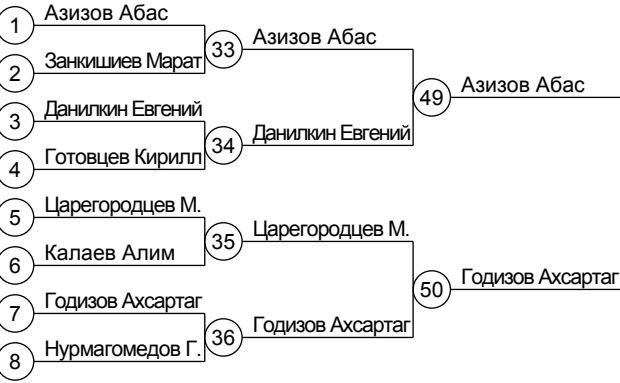 1 Азизов Абас
2 Занкишиев Марат
33 Азизов Абас
3 Данилкин Евгений
4 Готовцев Кирилл
34 Данилкин Евгений
49 Азизов Абас
5 Царегородцев М.
6 Калаев Алим
35 Царегородцев М.
7 Годизов Ахсартаг
8 Нурмагомедов Г.
36 Годизов Ахсартаг
50 Годизов Ахсартаг